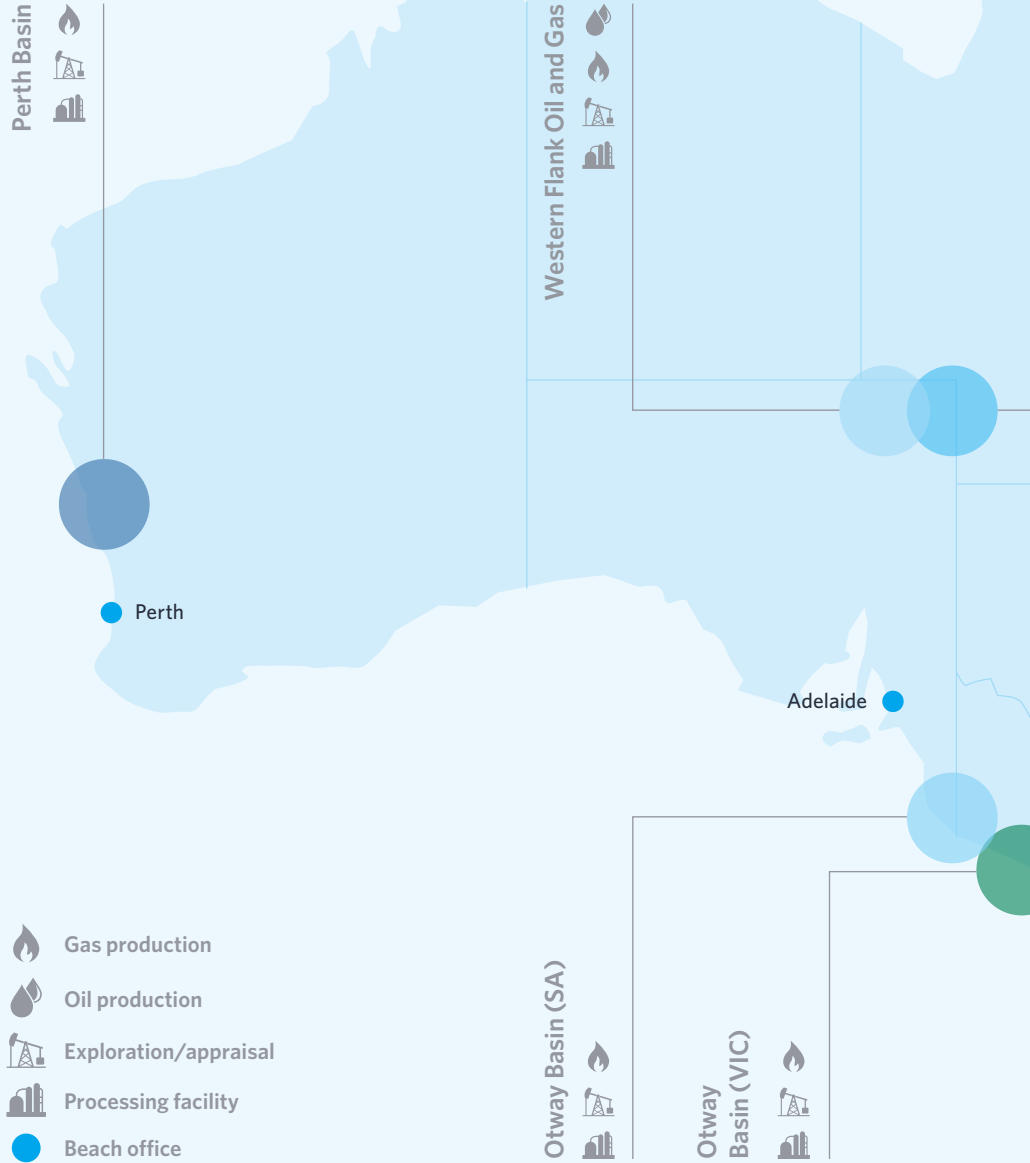 Perth Basin
Western Flank Oil and Gas
Perth
Adelaide
Otway Basin (SA)
Otway
Basin (VIC)
Gas production
Oil production
Exploration/appraisal
Processing facility
Beach office